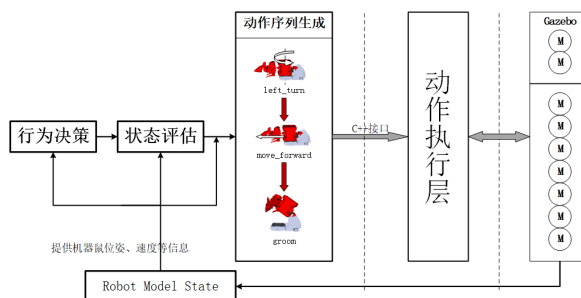 动作序列生成
Gazebo
M
M
left_turn
行为决策
状态评估
move_forward
C++接口
动作执行层
M
M
M
M
M
M
M
groom
提供机器鼠位姿、速度等信息
Robot Model State